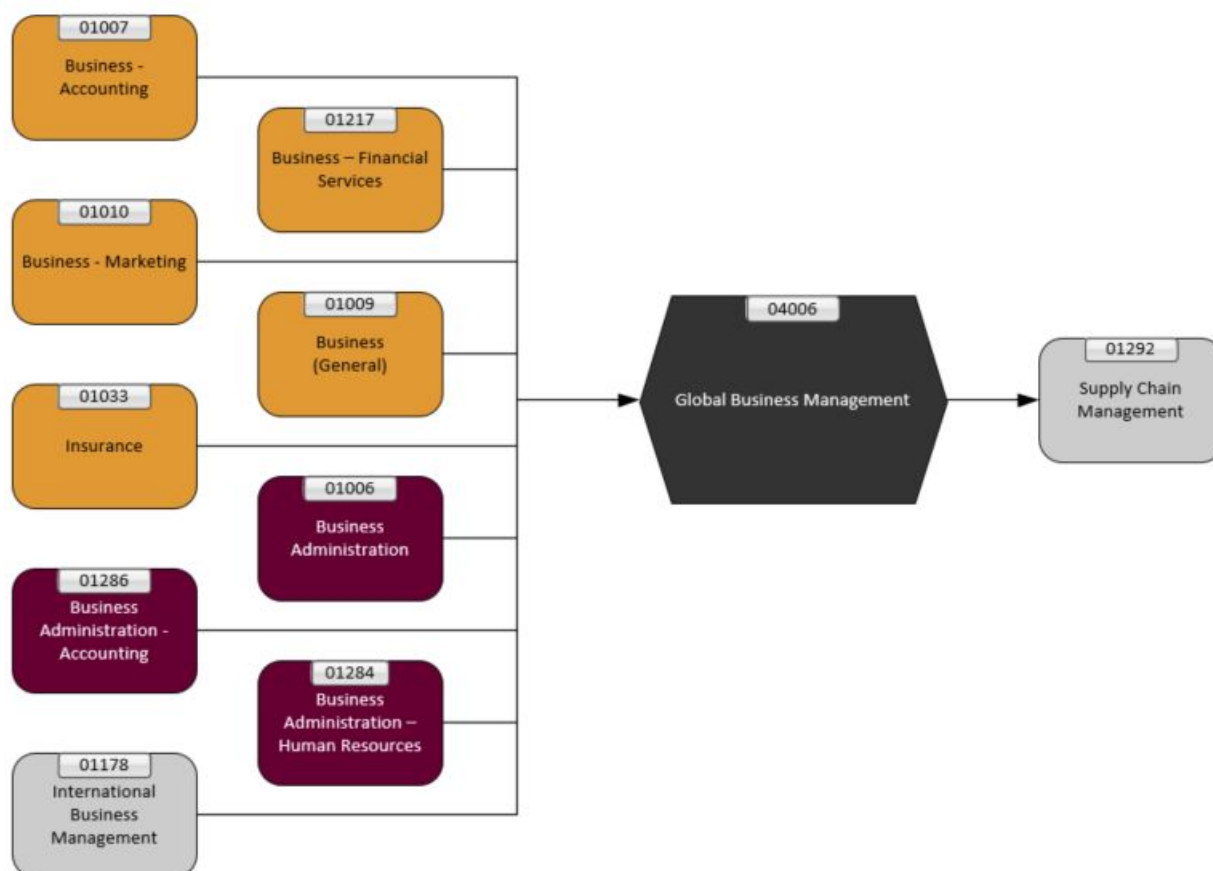 01007
Business -
Accounting
01217
Business – Financial
Services
01010
Business - Marketing
01009
Business
(General)
01033
Insurance
01006
Business
Administration
01286
Business
Administration -
Accounting
01284
Business
Administration –
Human Resources
01178
International
Business
Management
04006
Global Business Management
01292
Supply Chain
Management